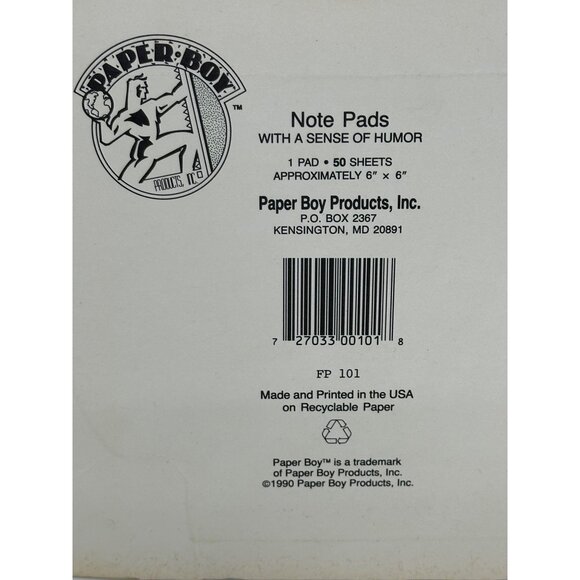 PAPER•BOY
PRODUCTS, INC
™
Note Pads
WITH A SENSE OF HUMOR
1 PAD • 50 SHEETS
APPROXIMATELY 6" × 6"
Paper Boy Products, Inc.
P.O. BOX 2367
KENSINGTON, MD 20891
7 27033 00101 8
FP 101
Made and Printed in the USA
on Recyclable Paper
Paper Boy™ is a trademark
of Paper Boy Products, Inc.
©1990 Paper Boy Products, Inc.